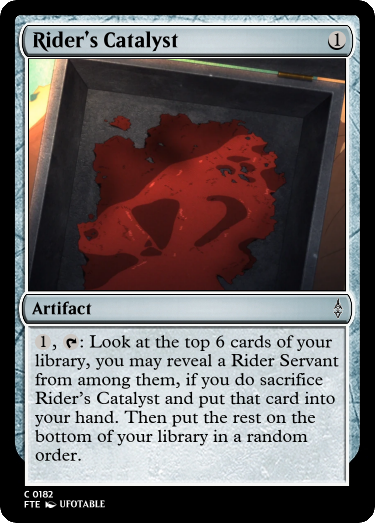 Rider's Catalyst 1
Artifact
1, : Look at the top 6 cards of your
library, you may reveal a Rider Servant
from among them, if you do sacrifice
Rider's Catalyst and put that card into
your hand. Then put the rest on the
bottom of your library in a random
order.
C 0182
FTE UFOTABLE